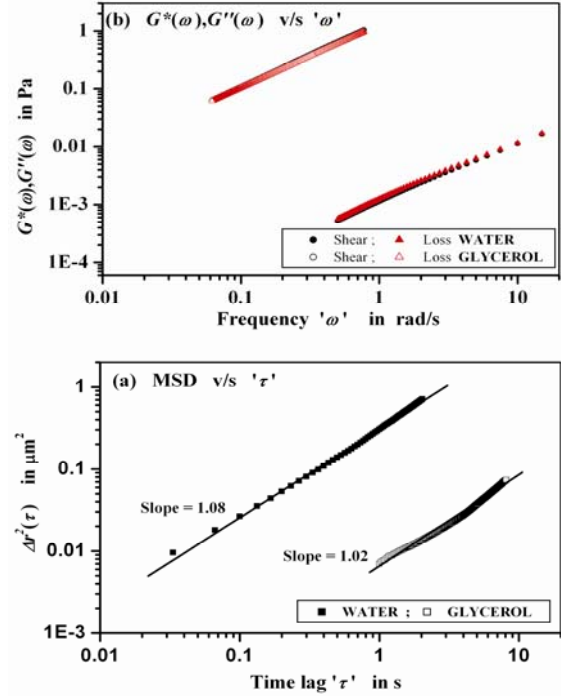 (b) G*(ω),G''(ω) v/s 'ω'
G*(ω),G''(ω) in Pa
1
0.1
0.01
1E-3
1E-4
● Shear ; ▲ Loss WATER
○ Shear ; △ Loss GLYCEROL
0.01 0.1 1 10
Frequency 'ω' in rad/s
(a) MSD v/s 'τ'
Δr²(τ) in μm²
1
0.1
0.01
1E-3
Slope = 1.08
Slope = 1.02
■ WATER ; □ GLYCEROL
0.01 0.1 1 10
Time lag 'τ' in s